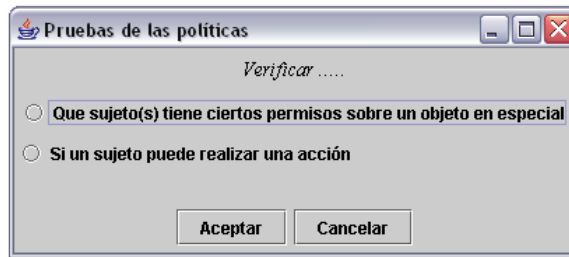 Pruebas de las políticas
Verificar .....
Que sujeto(s) tiene ciertos permisos sobre un objeto en especial
Si un sujeto puede realizar una acción
Aceptar
Cancelar